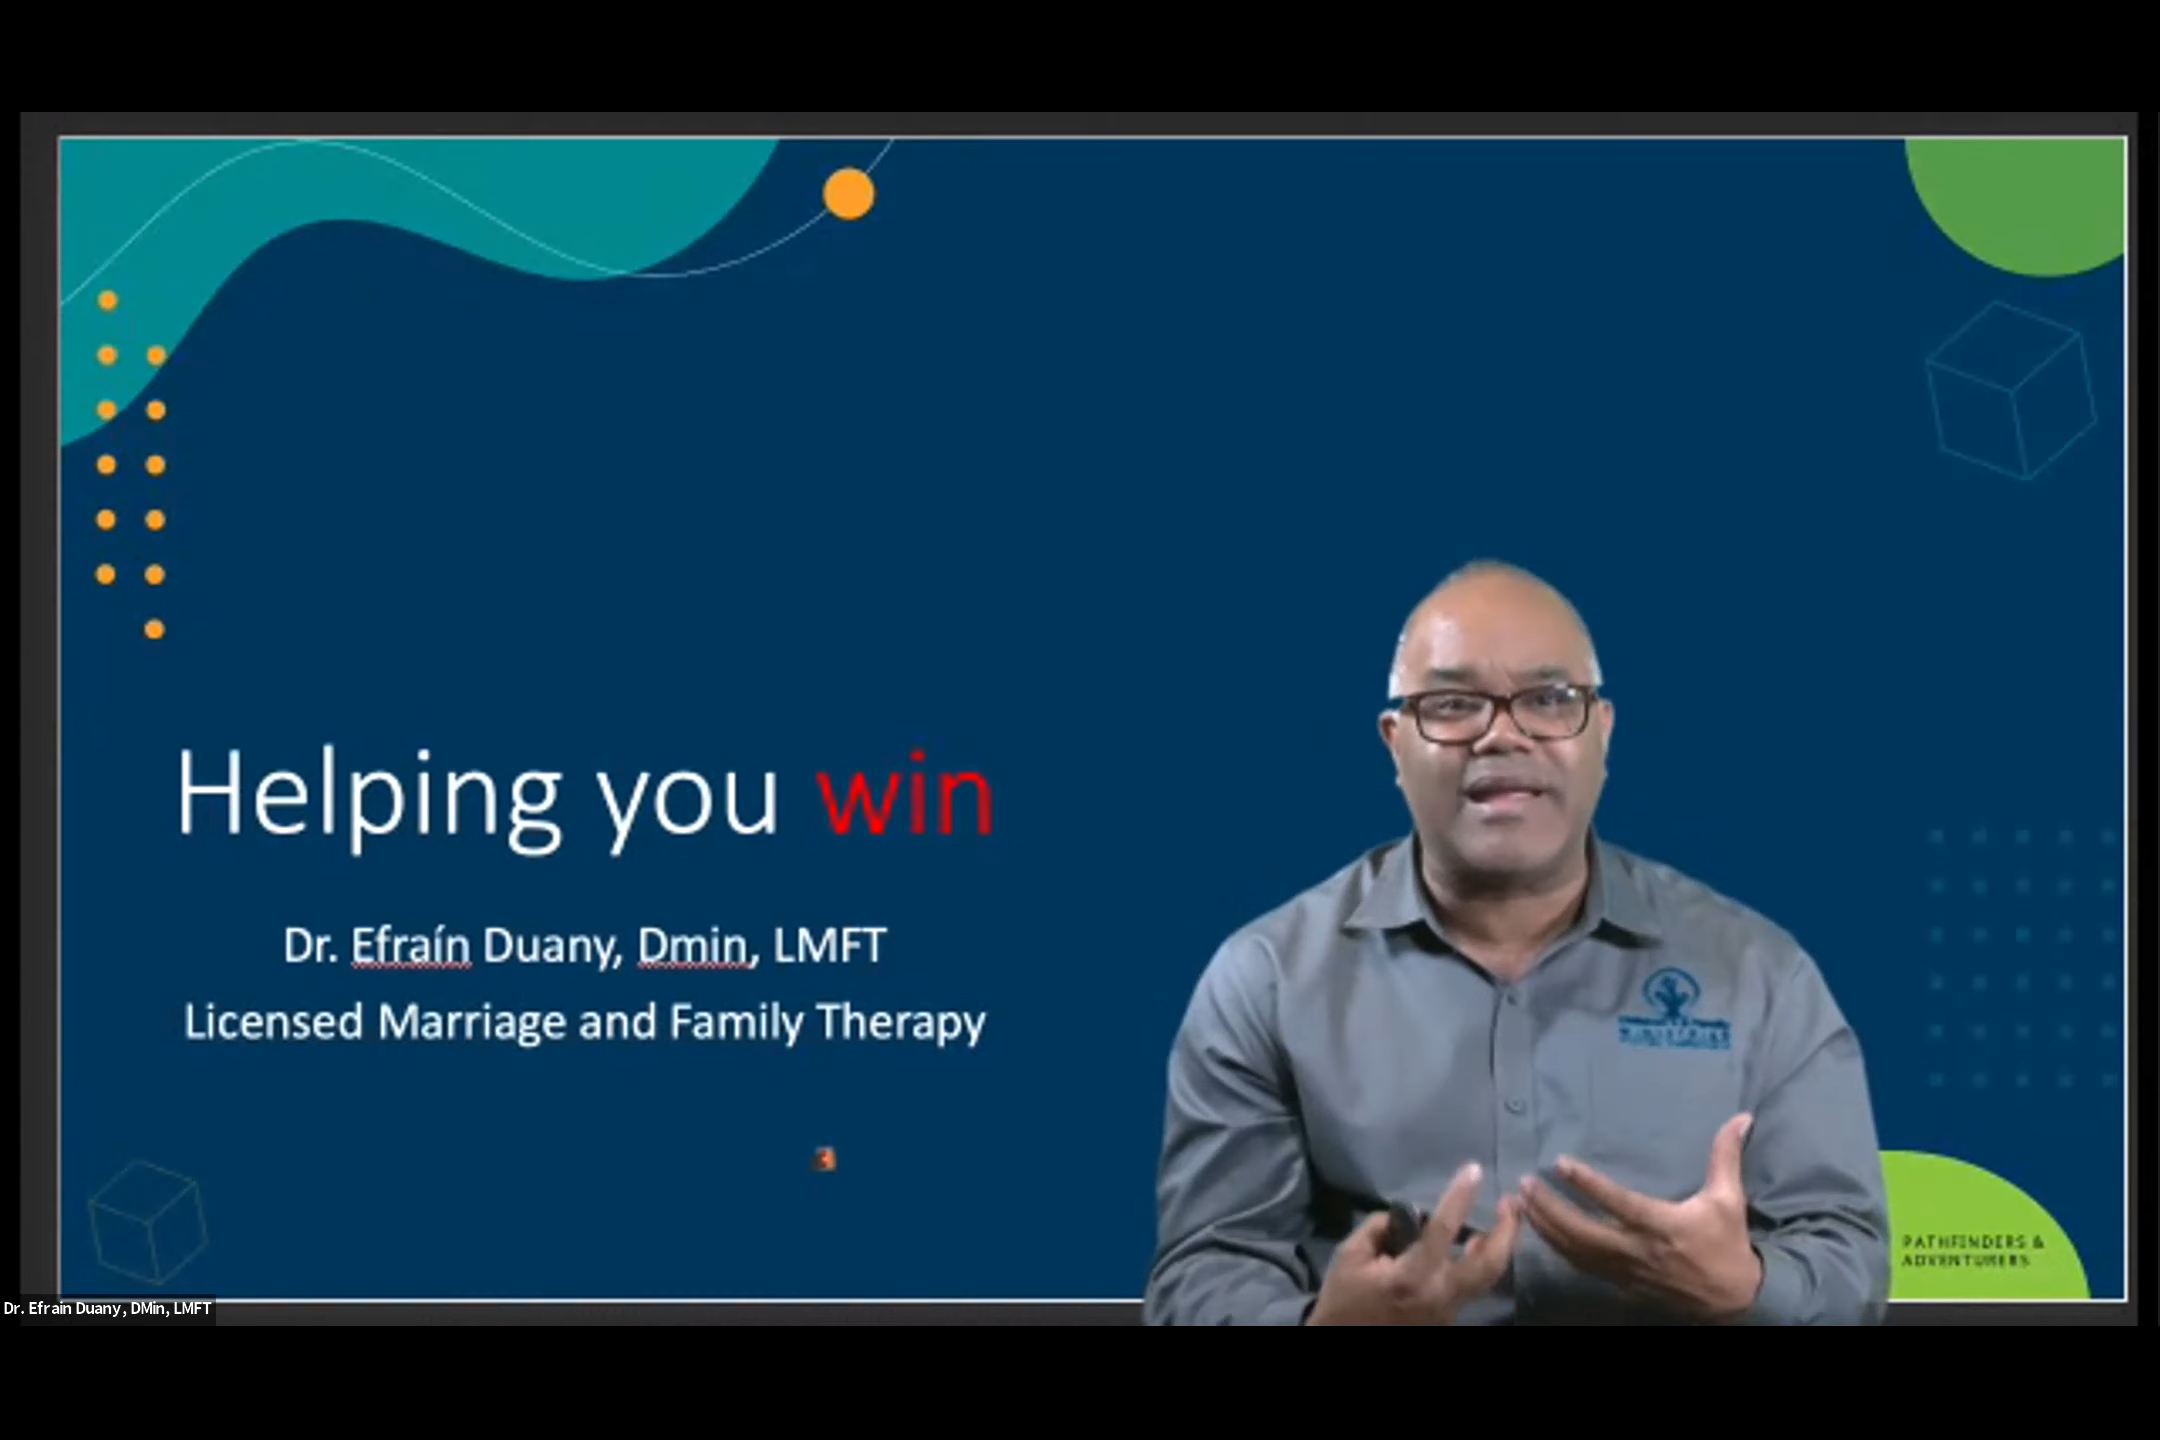 Helping you win
Dr. Efraín Duany, Dmin, LMFT
Licensed Marriage and Family Therapy
PATHFINDERS &
ADVENTURERS
Dr. Efrain Duany, DMin, LMFT